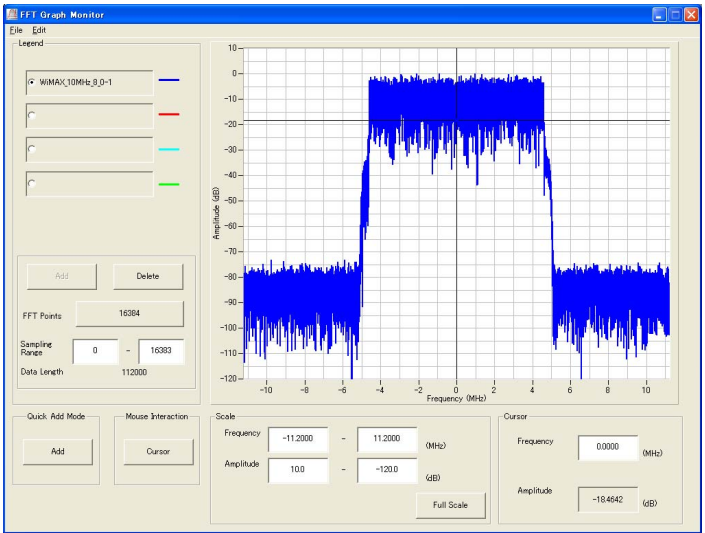 FFT Graph Monitor
File Edit
Legend
WiMAX_10MHz_8_0-1
Add Delete
FFT Points 16384
Sampling Range 0 - 16383
Data Length 112000
Quick Add Mode
Add
Mouse Interaction
Cursor
Amplitude (dB)
10
0
-10
-20
-30
-40
-50
-60
-70
-80
-90
-100
-110
-120
-10 -8 -6 -4 -2 0 2 4 6 8 10
Frequency (MHz)
Scale
Frequency -11.2000 - 11.2000 (MHz)
Amplitude 10.0 - -120.0 (dB)
Full Scale
Cursor
Frequency 0.0000 (MHz)
Amplitude -18.4642 (dB)